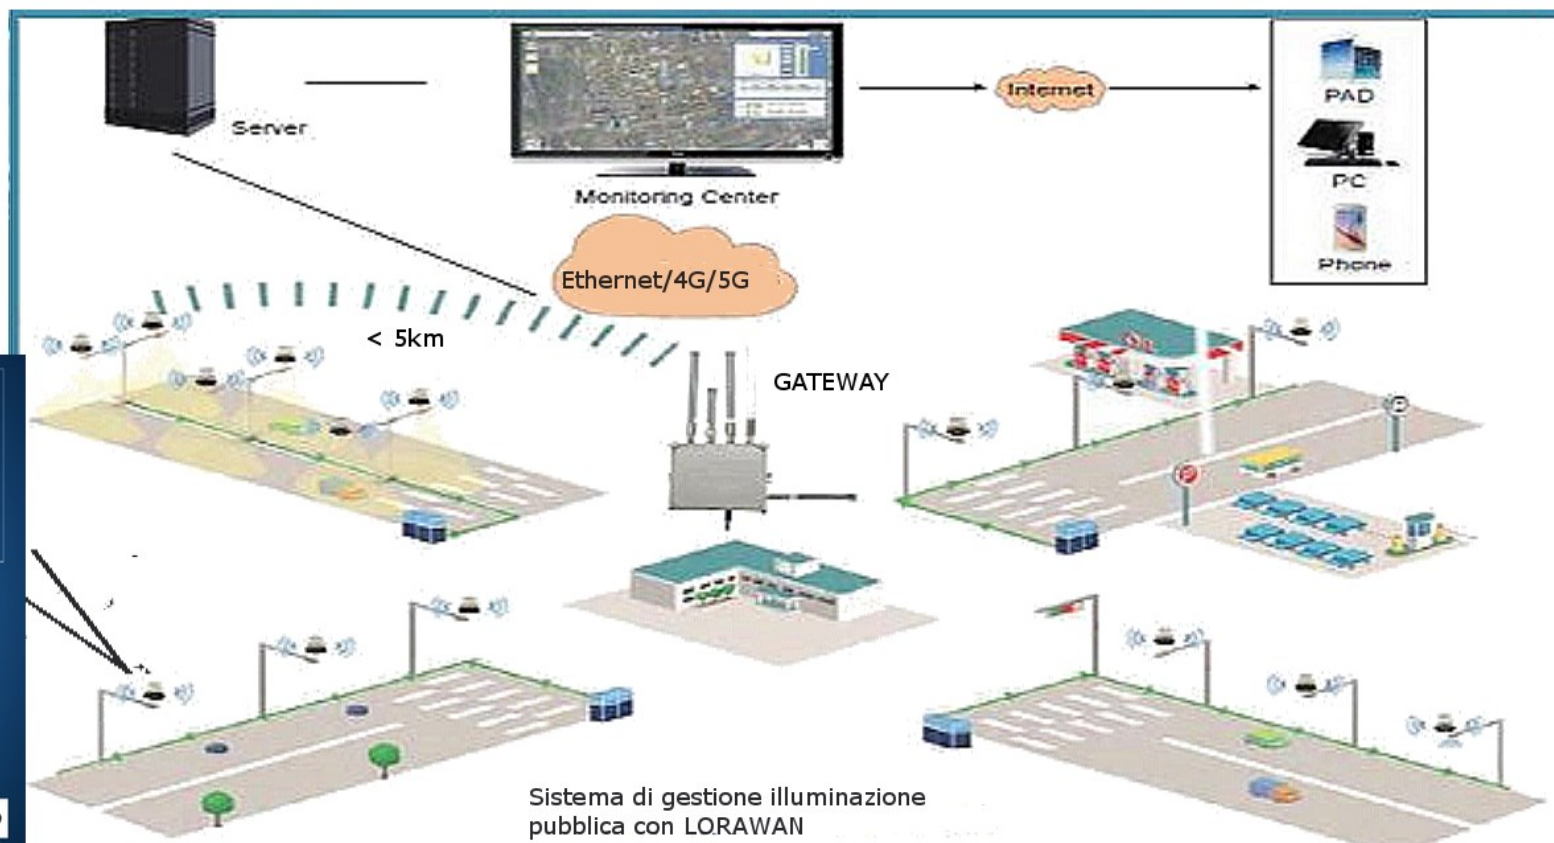 Server
Monitoring Center
Internet
PAD
PC
Phone
Ethernet/4G/5G
< 5km
GATEWAY
P
Sistema di gestione illuminazione
pubblica con LORAWAN